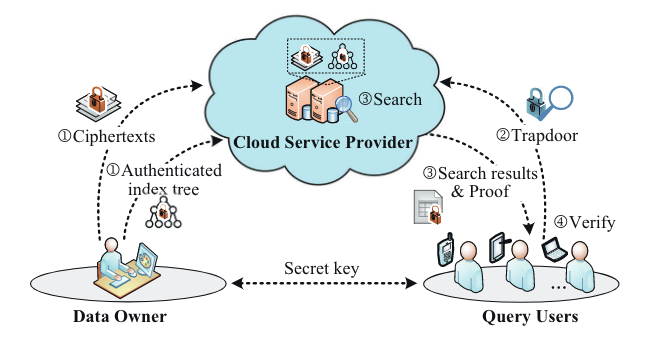 ③Search
Cloud Service Provider
①Ciphertexts
①Authenticated
index tree
②Trapdoor
③Search results
& Proof
④Verify
Secret key
...
Data Owner
Query Users